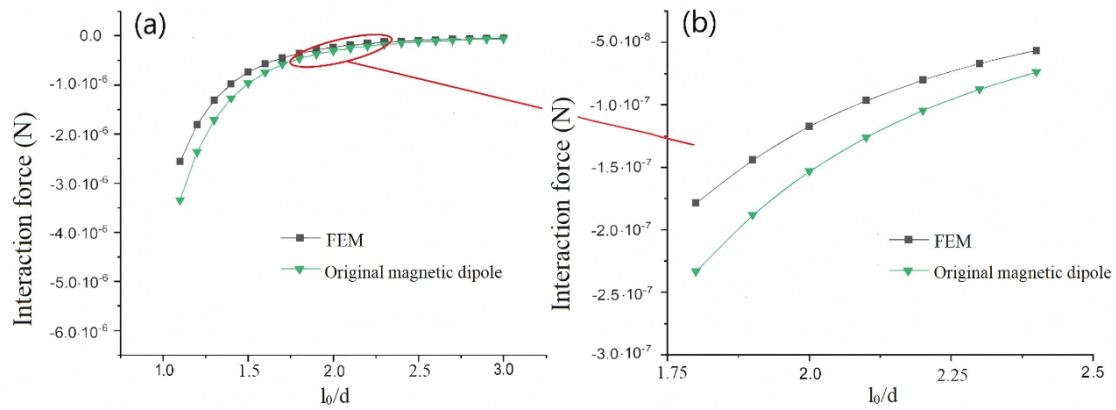 (a)
Interaction force (N)
0.0
-1.0·10⁻⁶
-2.0·10⁻⁶
-3.0·10⁻⁶
-4.0·10⁻⁶
-5.0·10⁻⁶
-6.0·10⁻⁶
FEM
Original magnetic dipole
1.0 1.5 2.0 2.5 3.0
l₀/d
(b)
Interaction force (N)
-5.0·10⁻⁸
-1.0·10⁻⁷
-1.5·10⁻⁷
-2.0·10⁻⁷
-2.5·10⁻⁷
-3.0·10⁻⁷
FEM
Original magnetic dipole
1.75 2.0 2.25 2.5
l₀/d